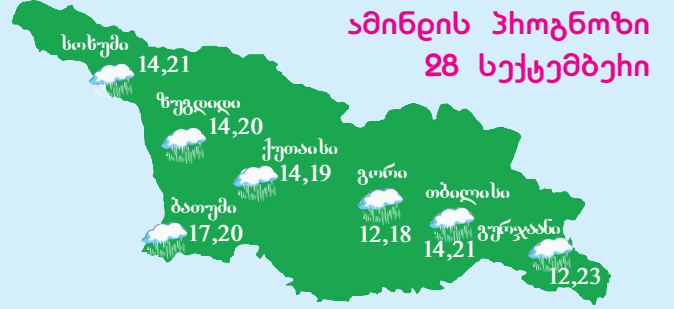 ამინდის პროგნოზი
28 სექტემბერი
სოხუმი
14,21
ზუგდიდი
14,20
ქუთაისი
14,19
გორი
12,18
თბილისი
14,21
ბათუმი
17,20
გურჯაანი
12,23